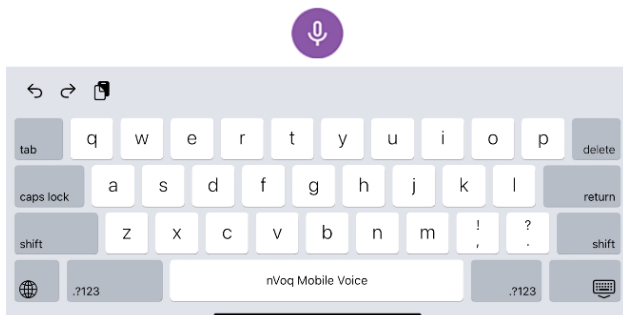 tab q w e r t y u i o p delete
caps lock a s d f g h j k l return
shift z x c v b n m ! , ? . shift
.?123 nVoq Mobile Voice .?123